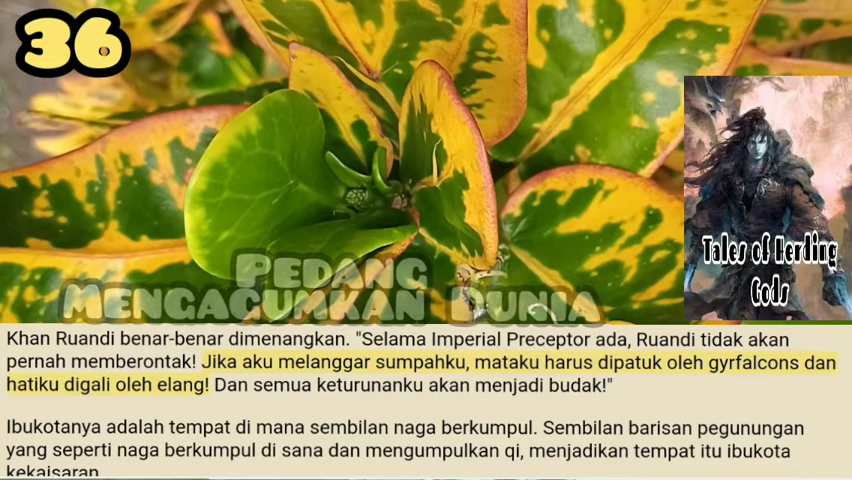 36
Tales of Herding
Gods
PEDANG
MENGAGUMKAN DUNIA
Khan Ruandi benar-benar dimenangkan. "Selama Imperial Preceptor ada, Ruandi tidak akan
pernah memberontak! Jika aku melanggar sumpahku, mataku harus dipatuk oleh gyrfalcons dan
hatiku digali oleh elang! Dan semua keturunanku akan menjadi budak!"
Ibukotanya adalah tempat di mana sembilan naga berkumpul. Sembilan barisan pegunungan
yang seperti naga berkumpul di sana dan mengumpulkan qi, menjadikan tempat itu ibukota
kekaisaran